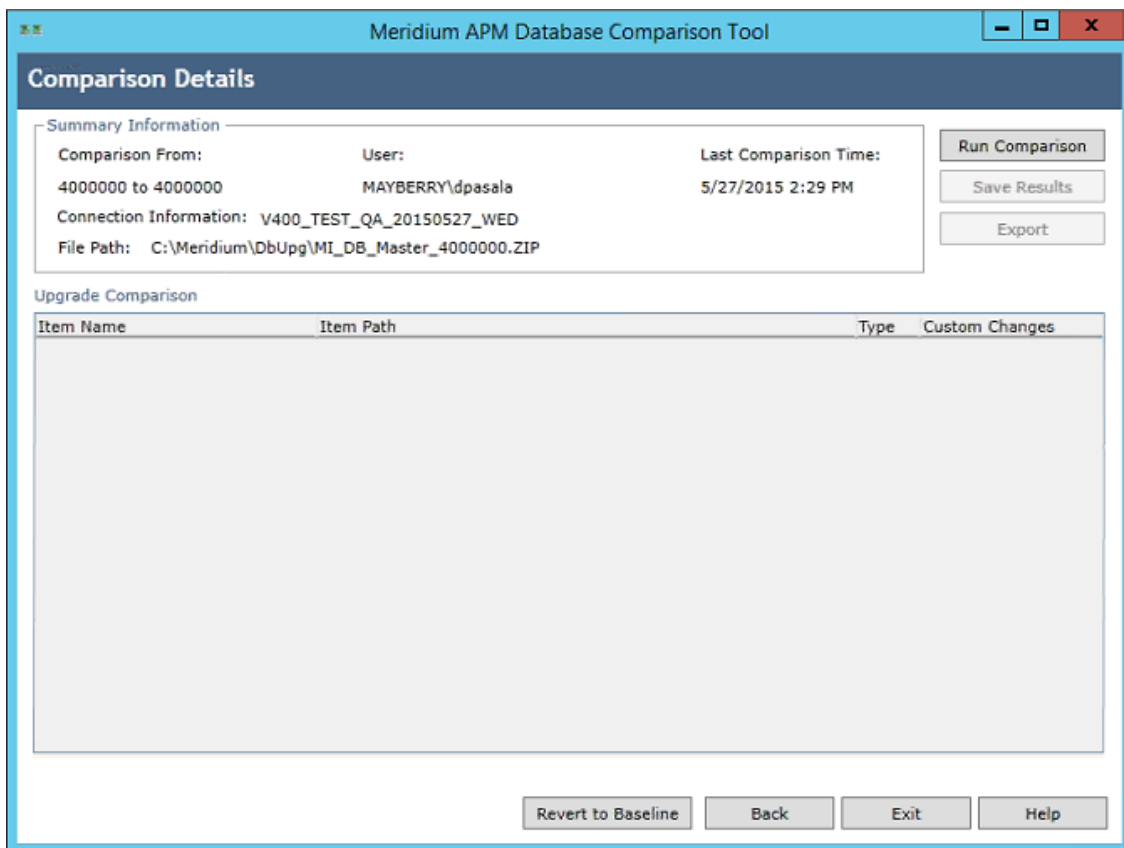 Meridium APM Database Comparison Tool
Comparison Details
Summary Information
Comparison From: User: Last Comparison Time:
4000000 to 4000000 MAYBERRY\dpasala 5/27/2015 2:29 PM
Connection Information: V400_TEST_QA_20150527_WED
File Path: C:\Meridium\DbUpg\MI_DB_Master_4000000.ZIP
Run Comparison
Save Results
Export
Upgrade Comparison
Item Name Item Path Type Custom Changes
Revert to Baseline Back Exit Help